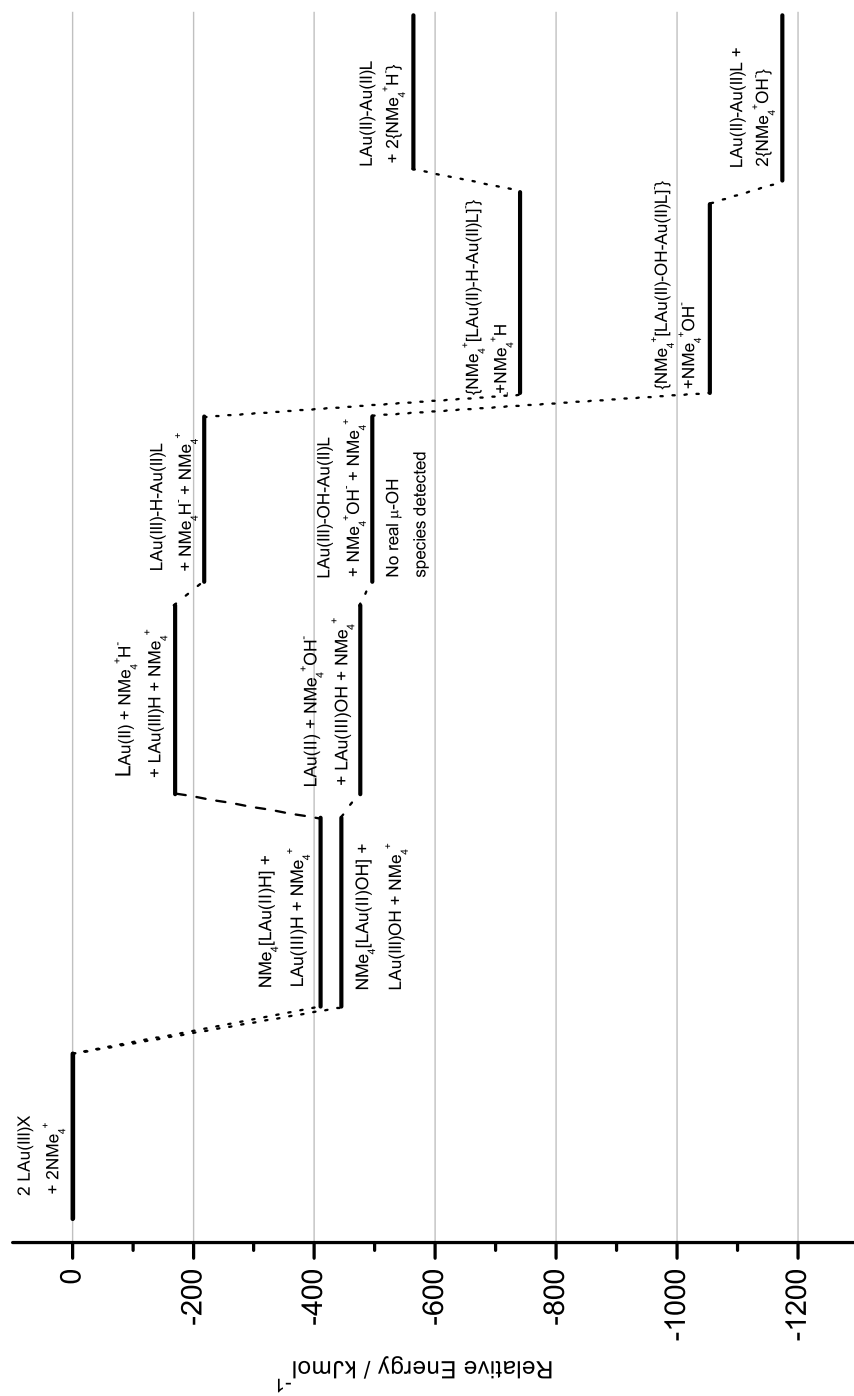 Relative Energy / kJmol⁻¹
0
-200
-400
-600
-800
-1000
-1200
2 LAu(III)X
+ 2NMe₄⁺
NMe₄[LAu(II)H] +
LAu(III)H + NMe₄⁺
NMe₄[LAu(II)OH] +
LAu(III)OH + NMe₄⁺
LAu(II) + NMe₄⁺H⁻
+ LAu(III)H + NMe₄⁺
LAu(II) + NMe₄⁺OH⁻
+ LAu(III)OH + NMe₄⁺
LAu(III)-H-Au(II)L
+ NMe₄H⁻ + NMe₄⁺
LAu(III)-OH-Au(II)L
+ NMe₄⁺OH⁻ + NMe₄⁺
No real μ-OH
species detected
{NMe₄⁺[LAu(II)-H-Au(II)L]⁻}
+NMe₄⁺H
{NMe₄⁺[LAu(II)-OH-Au(II)L]⁻}
+NMe₄⁺OH⁻
LAu(II)-Au(II)L
+ 2{NMe₄⁺H⁻}
LAu(II)-Au(II)L +
2{NMe₄⁺OH⁻}